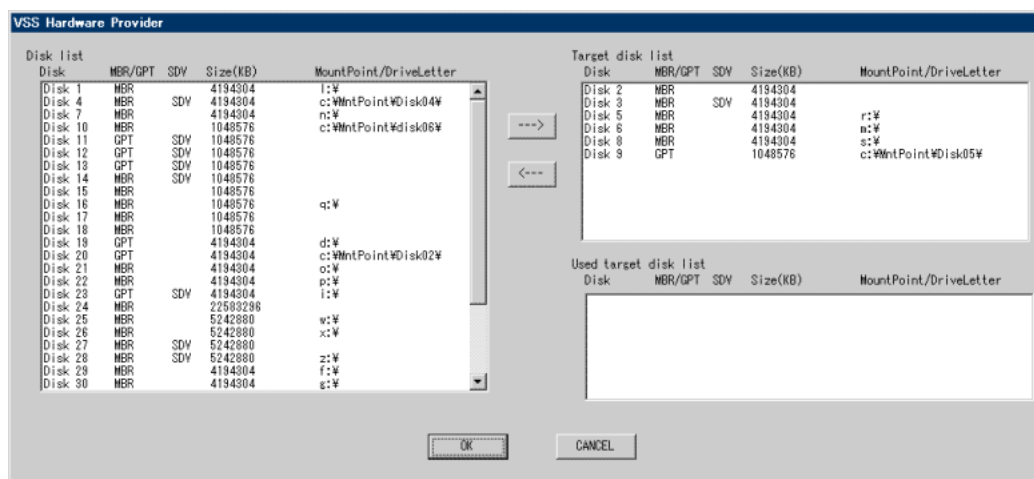 VSS Hardware Provider
Disk list
Disk MBR/GPT SDV Size(KB) MountPoint/DriveLetter
Disk 1 MBR 4194304 l:¥
Disk 4 MBR SDV 4194304 c:¥MntPoint¥Disk04¥
Disk 7 MBR 4194304 n:¥
Disk 10 MBR 1048576 c:¥MntPoint¥disk06¥
Disk 11 GPT SDV 1048576
Disk 12 GPT SDV 1048576
Disk 13 GPT SDV 1048576
Disk 14 MBR SDV 1048576
Disk 15 MBR 1048576
Disk 16 MBR 1048576 q:¥
Disk 17 MBR 1048576
Disk 18 MBR 1048576
Disk 19 GPT 4194304 d:¥
Disk 20 GPT 4194304 c:¥MntPoint¥Disk02¥
Disk 21 MBR 4194304 o:¥
Disk 22 MBR 4194304 p:¥
Disk 23 GPT SDV 4194304 i:¥
Disk 24 MBR 22583296
Disk 25 MBR 5242880 w:¥
Disk 26 MBR 5242880 x:¥
Disk 27 MBR SDV 5242880
Disk 28 MBR SDV 5242880 z:¥
Disk 29 MBR 4194304 f:¥
Disk 30 MBR 4194304 g:¥
--->
<---
Target disk list
Disk MBR/GPT SDV Size(KB) MountPoint/DriveLetter
Disk 2 MBR 4194304
Disk 3 MBR SDV 4194304
Disk 5 MBR 4194304 r:¥
Disk 6 MBR 4194304 m:¥
Disk 8 MBR 4194304 s:¥
Disk 9 GPT 1048576 c:¥MntPoint¥Disk05¥
Used target disk list
Disk MBR/GPT SDV Size(KB) MountPoint/DriveLetter
OK
CANCEL